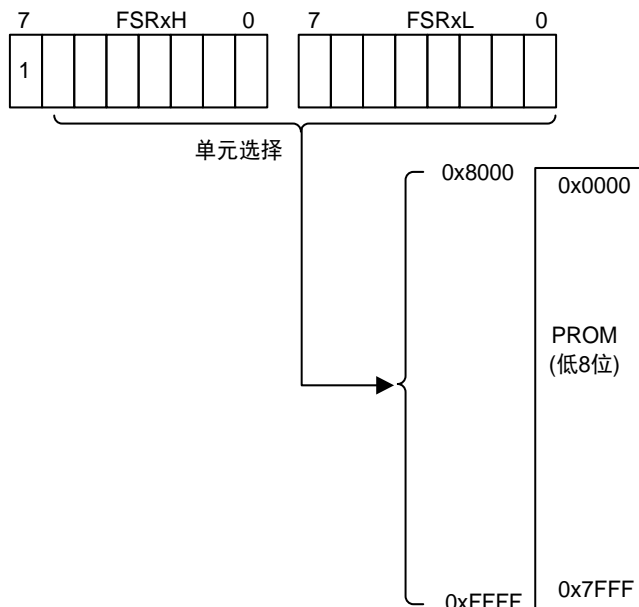 7 FSRxH 0 7 FSRxL 0
1
单元选择
0x8000 0x0000
PROM
(低8位)
0x7FFF
0xFFFF